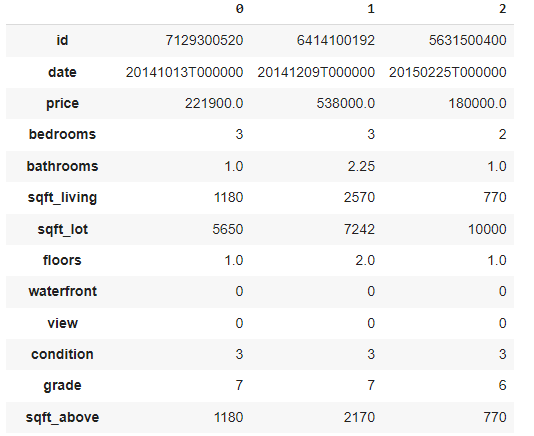 0 1 2
id 7129300520 6414100192 5631500400
date 20141013T000000 20141209T000000 20150225T000000
price 221900.0 538000.0 180000.0
bedrooms 3 3 2
bathrooms 1.0 2.25 1.0
sqft_living 1180 2570 770
sqft_lot 5650 7242 10000
floors 1.0 2.0 1.0
waterfront 0 0 0
view 0 0 0
condition 3 3 3
grade 7 7 6
sqft_above 1180 2170 770